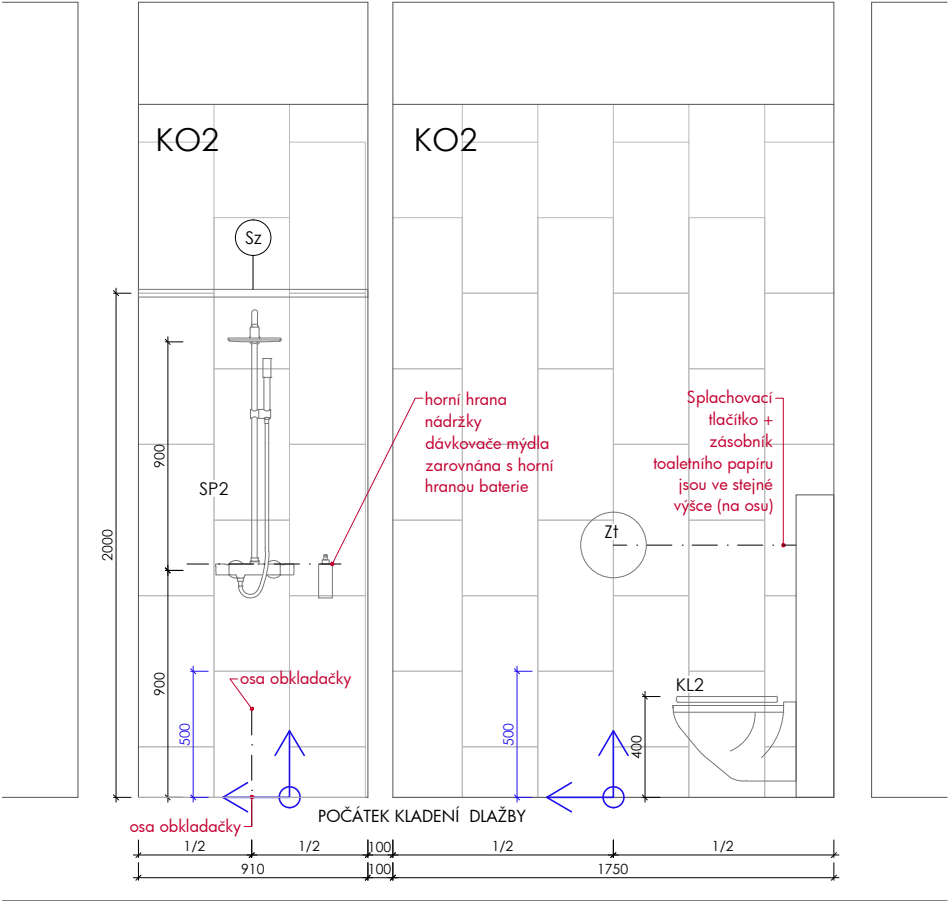 KO2
KO2
Sz
horní hrana
nádržky
dávkovače mýdla
zarovnána s horní
hranou baterie
Splachovací
tlačítko +
zásobník
toaletního papíru
jsou ve stejné
výšce (na osu)
900
SP2
2000
Zt
900
osa obkladačky
KL2
500
500
400
POČÁTEK KLADENÍ DLAŽBY
osa obkladačky
1/2
1/2
100
1/2
1/2
910
100
1750